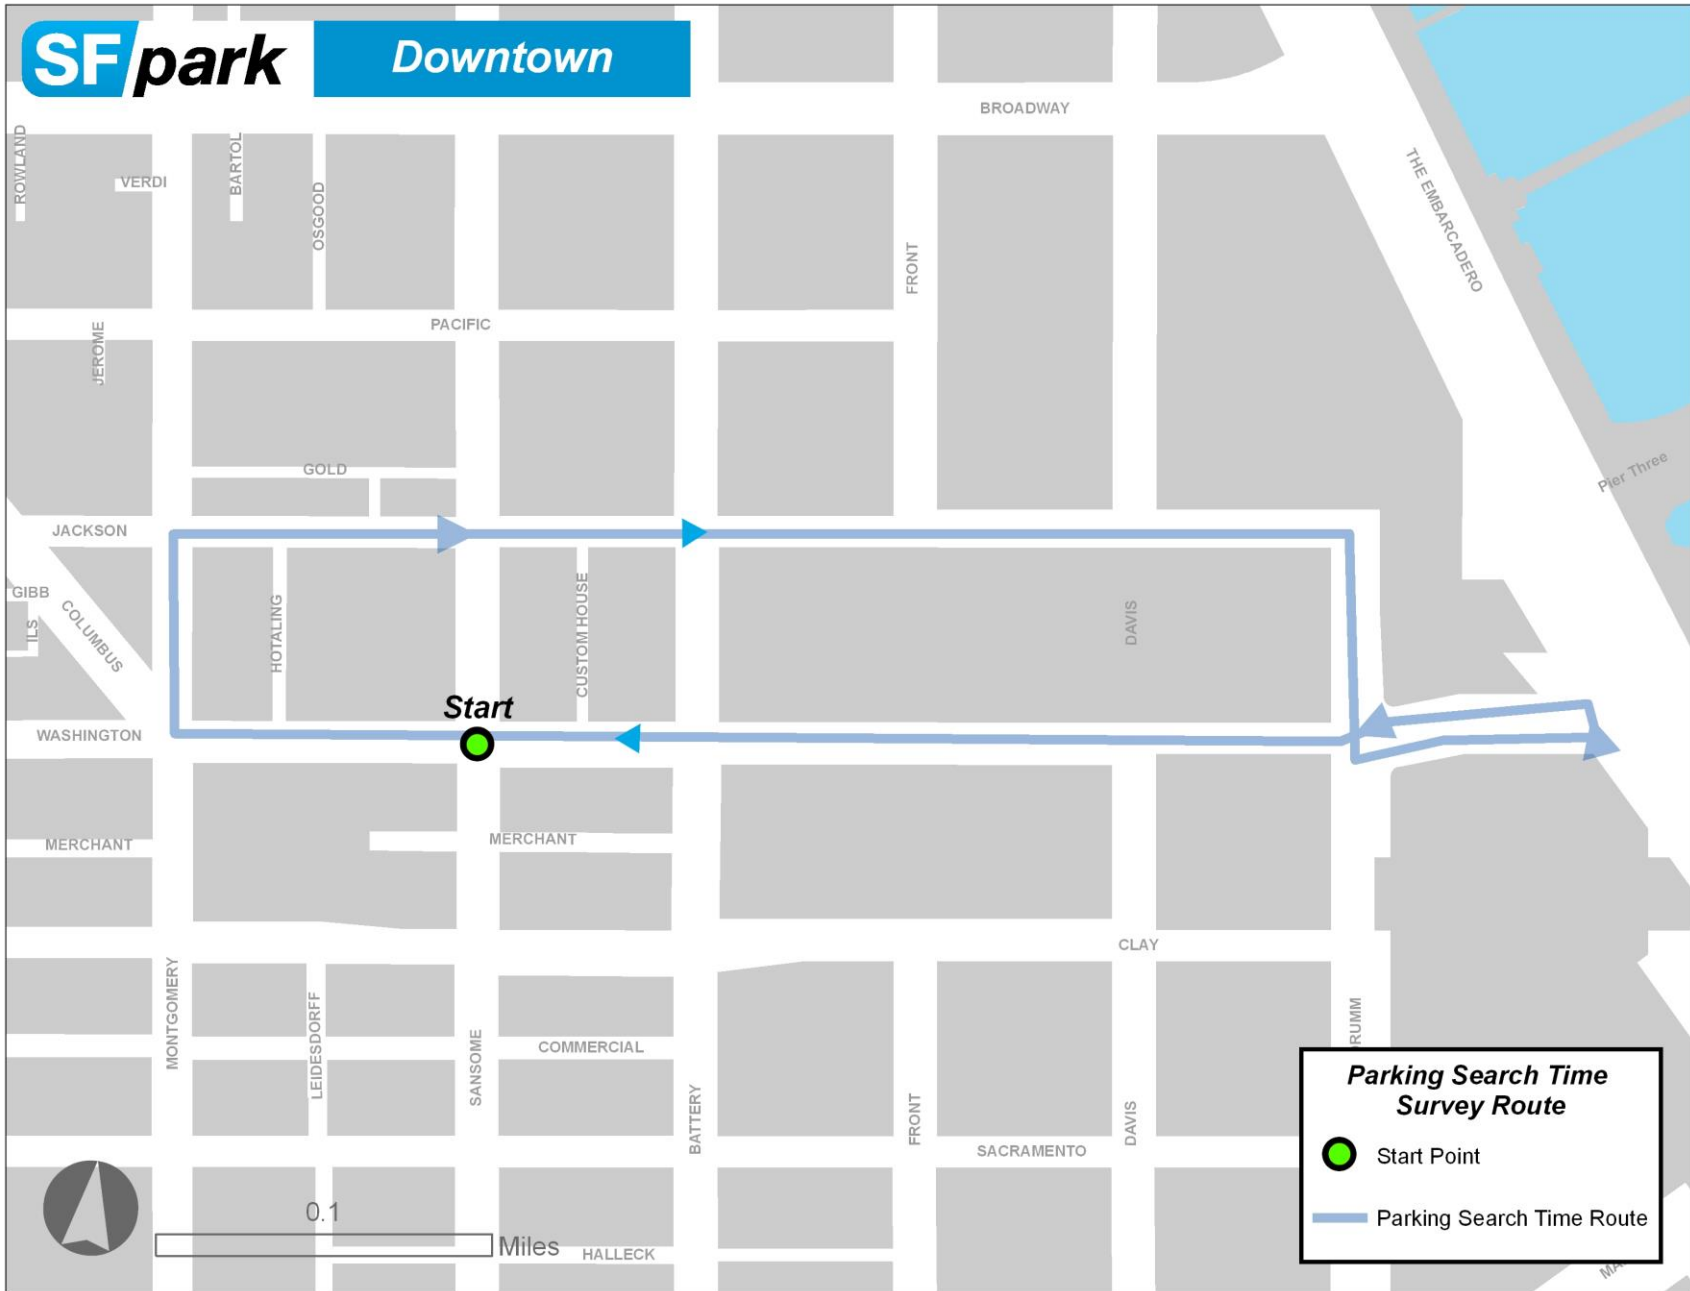 SFpark
Downtown
BROADWAY
ROWLAND
VERDI
BARTOL
OSGOOD
FRONT
THE EMBARCADERO
PACIFIC
JEROME
GOLD
Pier Three
JACKSON
GIBB
ILS
COLUMBUS
HOTALING
CUSTOM HOUSE
DAVIS
Start
WASHINGTON
MERCHANT
MERCHANT
CLAY
MONTGOMERY
LEIDESDORFF
SANSOME
COMMERCIAL
BATTERY
FRONT
DAVIS
DRUMM
SACRAMENTO
HALLECK
0.1
Miles
Parking Search Time
Survey Route
Start Point
Parking Search Time Route